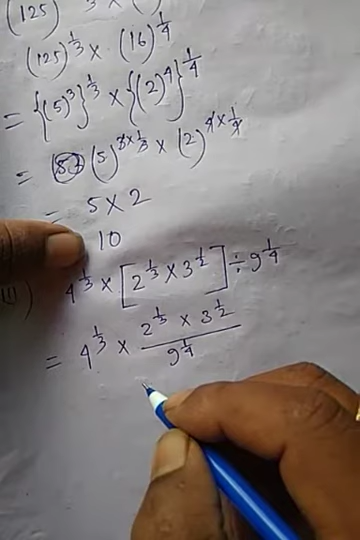 (125)   3   × (
(125)^3 × (16)^1/4
= {(5)^3}^1/3 × {(2)^4}^1/4
= (5)^3×1/3 × (2)^4×1/4
= 5 × 2
10
III) 4^1/3 × [2^1/3 × 3^1/2] ÷ 9^1/4
= 4^1/3 × 2^1/3 × 3^1/2 / 9^1/4